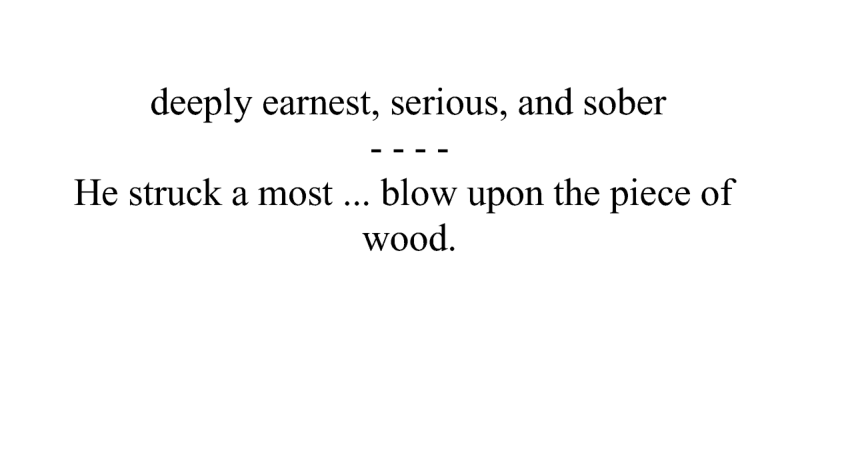 deeply earnest, serious, and sober
- - - -
He struck a most ... blow upon the piece of
wood.